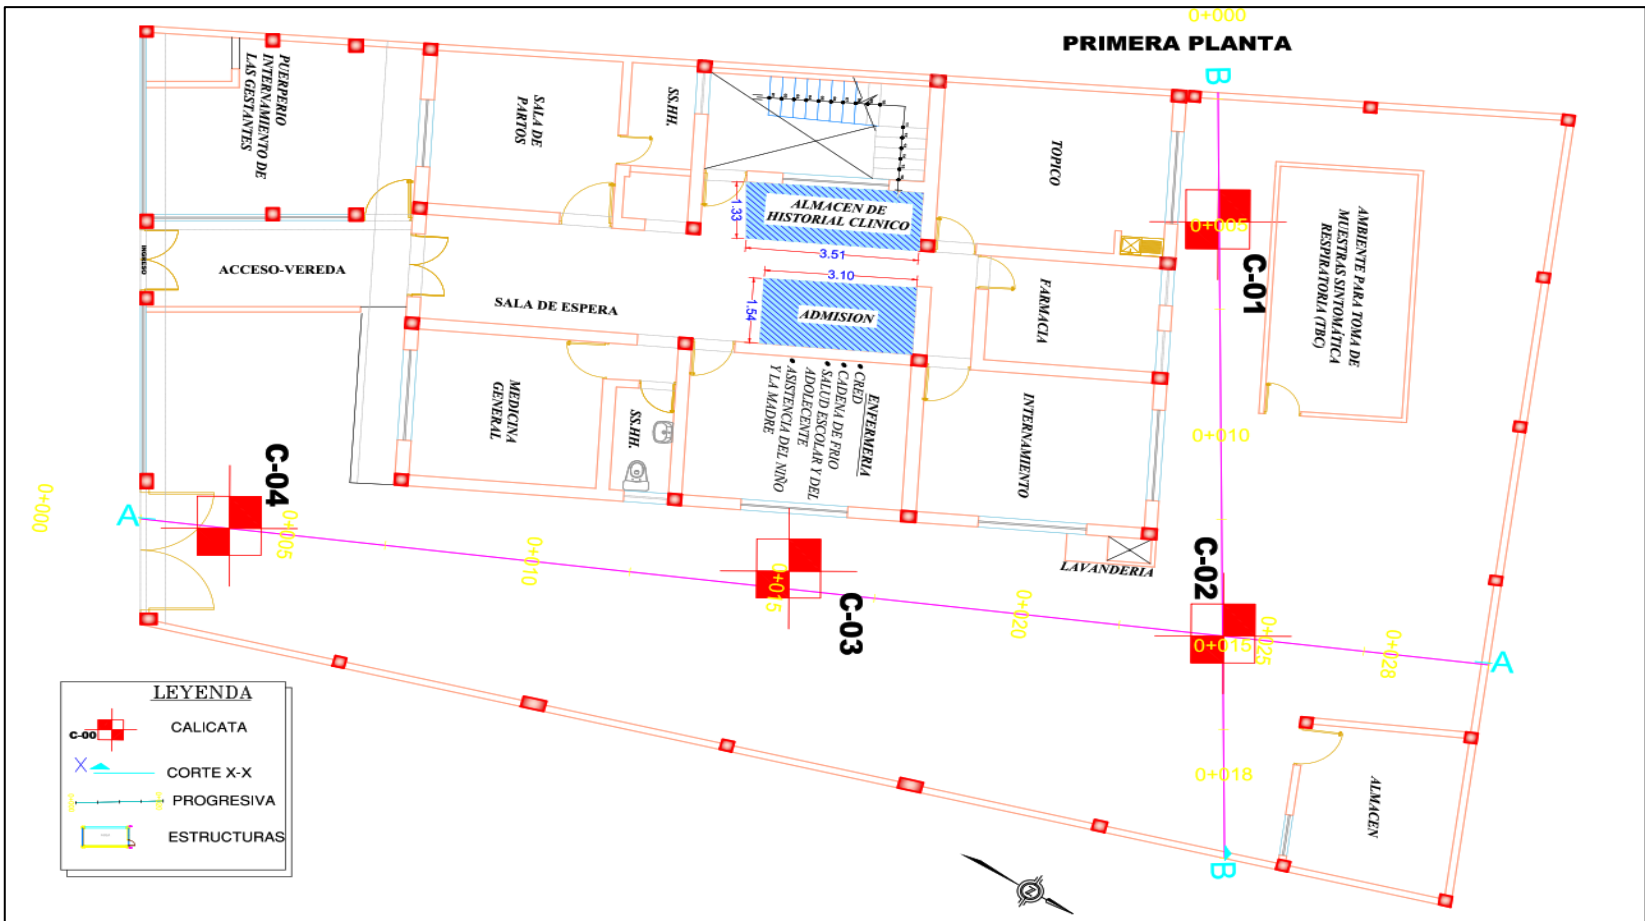 0+000
PRIMERA PLANTA
B
PUERPERIO
INTERNAMIENTO DE
LAS GESTANTES
SALA DE
PARTOS
SS.HH.
TOPICO
ALMACEN DE
HISTORIAL CLINICO
1.33
3.51
3.10
1.54
ADMISION
0+005
C-01
AMBIENTE PARA TOMA DE
MUESTRAS SINTOMÁTICA
RESPIRATORIA (TBC)
INGRESO
ACCESO-VEREDA
SALA DE ESPERA
FARMACIA
MEDICINA
GENERAL
SS.HH.
ENFERMERIA
• CRED
• CADENA DE FRIO
• SALUD ESCOLAR Y DEL
ADOLECENTE
• ASISTENCIA DEL NIÑO
Y LA MADRE
INTERNAMIENTO
0+010
C-04
0+000
A
0+005
0+010
0+015
C-03
0+020
LAVANDERIA
C-02
0+015
0+025
0+028
A
0+018
ALMACEN
B
N
LEYENDA
C-00
CALICATA
X
CORTE X-X
PROGRESIVA
ESTRUCTURAS